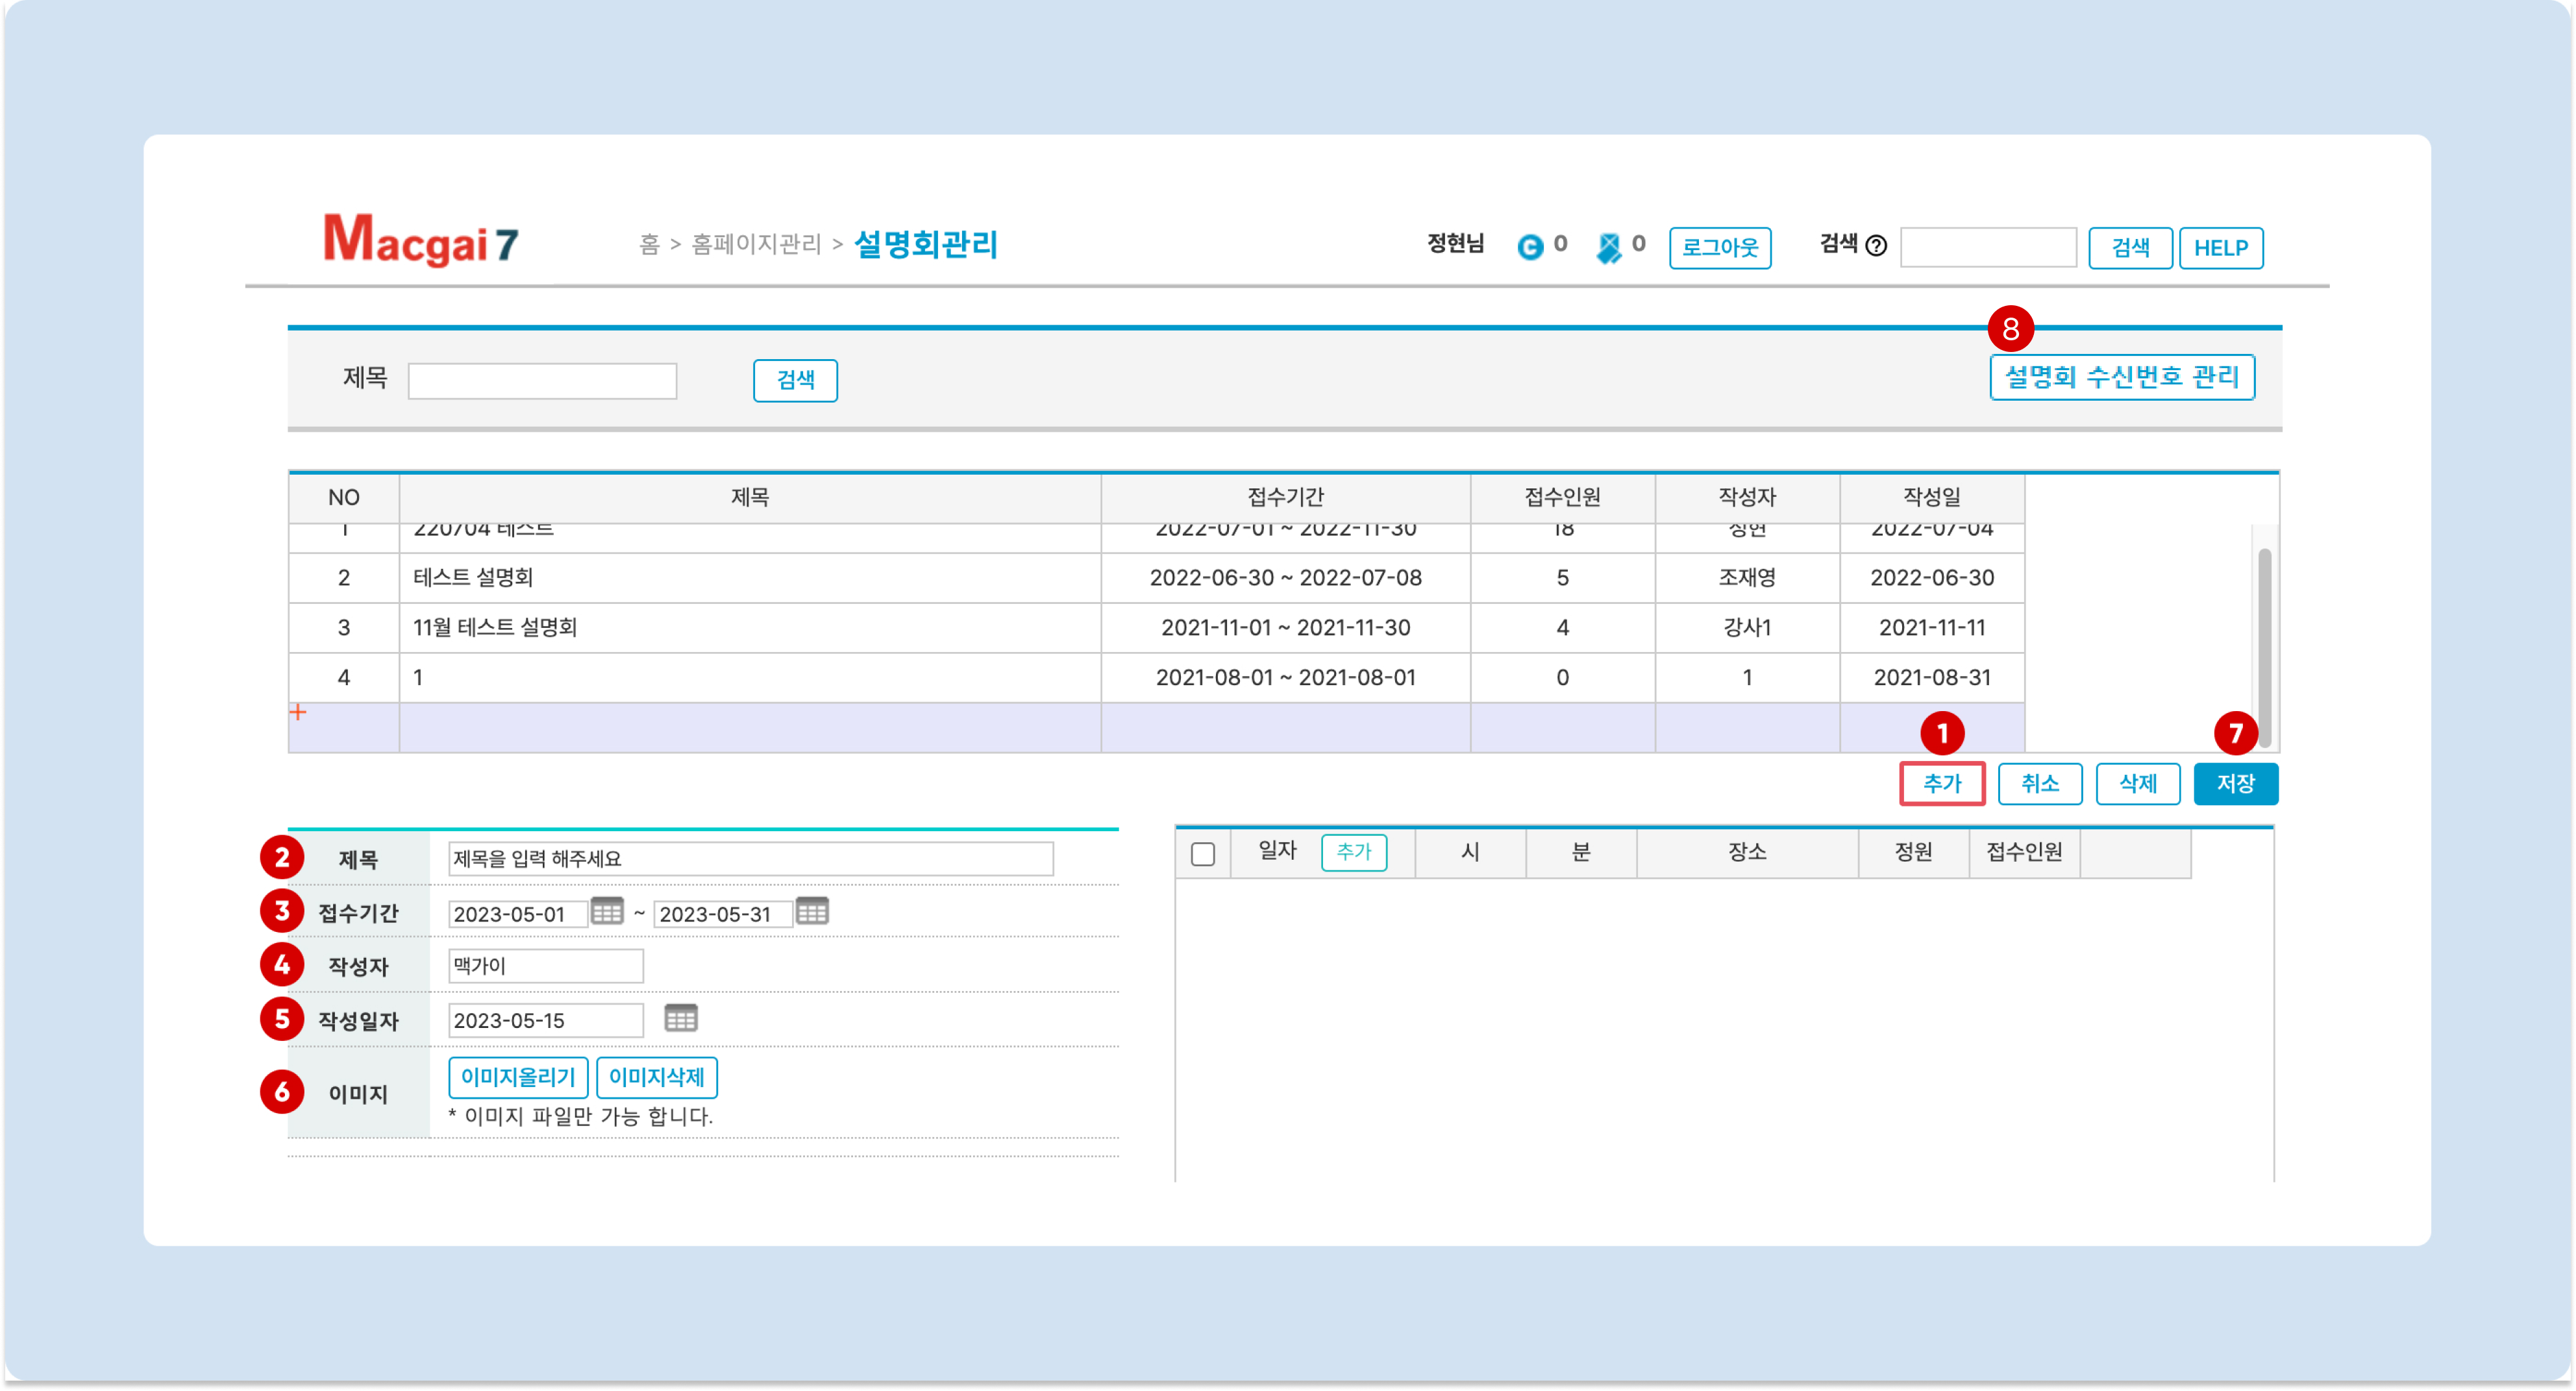 Macgai 7 홈 > 홈페이지관리 > 설명회관리 정현님 0 0 로그아웃 검색 검색 HELP
8
제목 검색 설명회 수신번호 관리
NO 제목 접수기간 접수인원 작성자 작성일
1 220704 테스트 2022-07-01 ~ 2022-11-30 18 정현 2022-07-04
2 테스트 설명회 2022-06-30 ~ 2022-07-08 5 조재영 2022-06-30
3 11월 테스트 설명회 2021-11-01 ~ 2021-11-30 4 강사1 2021-11-11
4 1 2021-08-01 ~ 2021-08-01 0 1 2021-08-31
1 7
추가 취소 삭제 저장
2 제목 제목을 입력 해주세요
3 접수기간 2023-05-01 ~ 2023-05-31
4 작성자 맥가이
5 작성일자 2023-05-15
6 이미지 이미지올리기 이미지삭제
* 이미지 파일만 가능 합니다.
일자 추가 시 분 장소 정원 접수인원